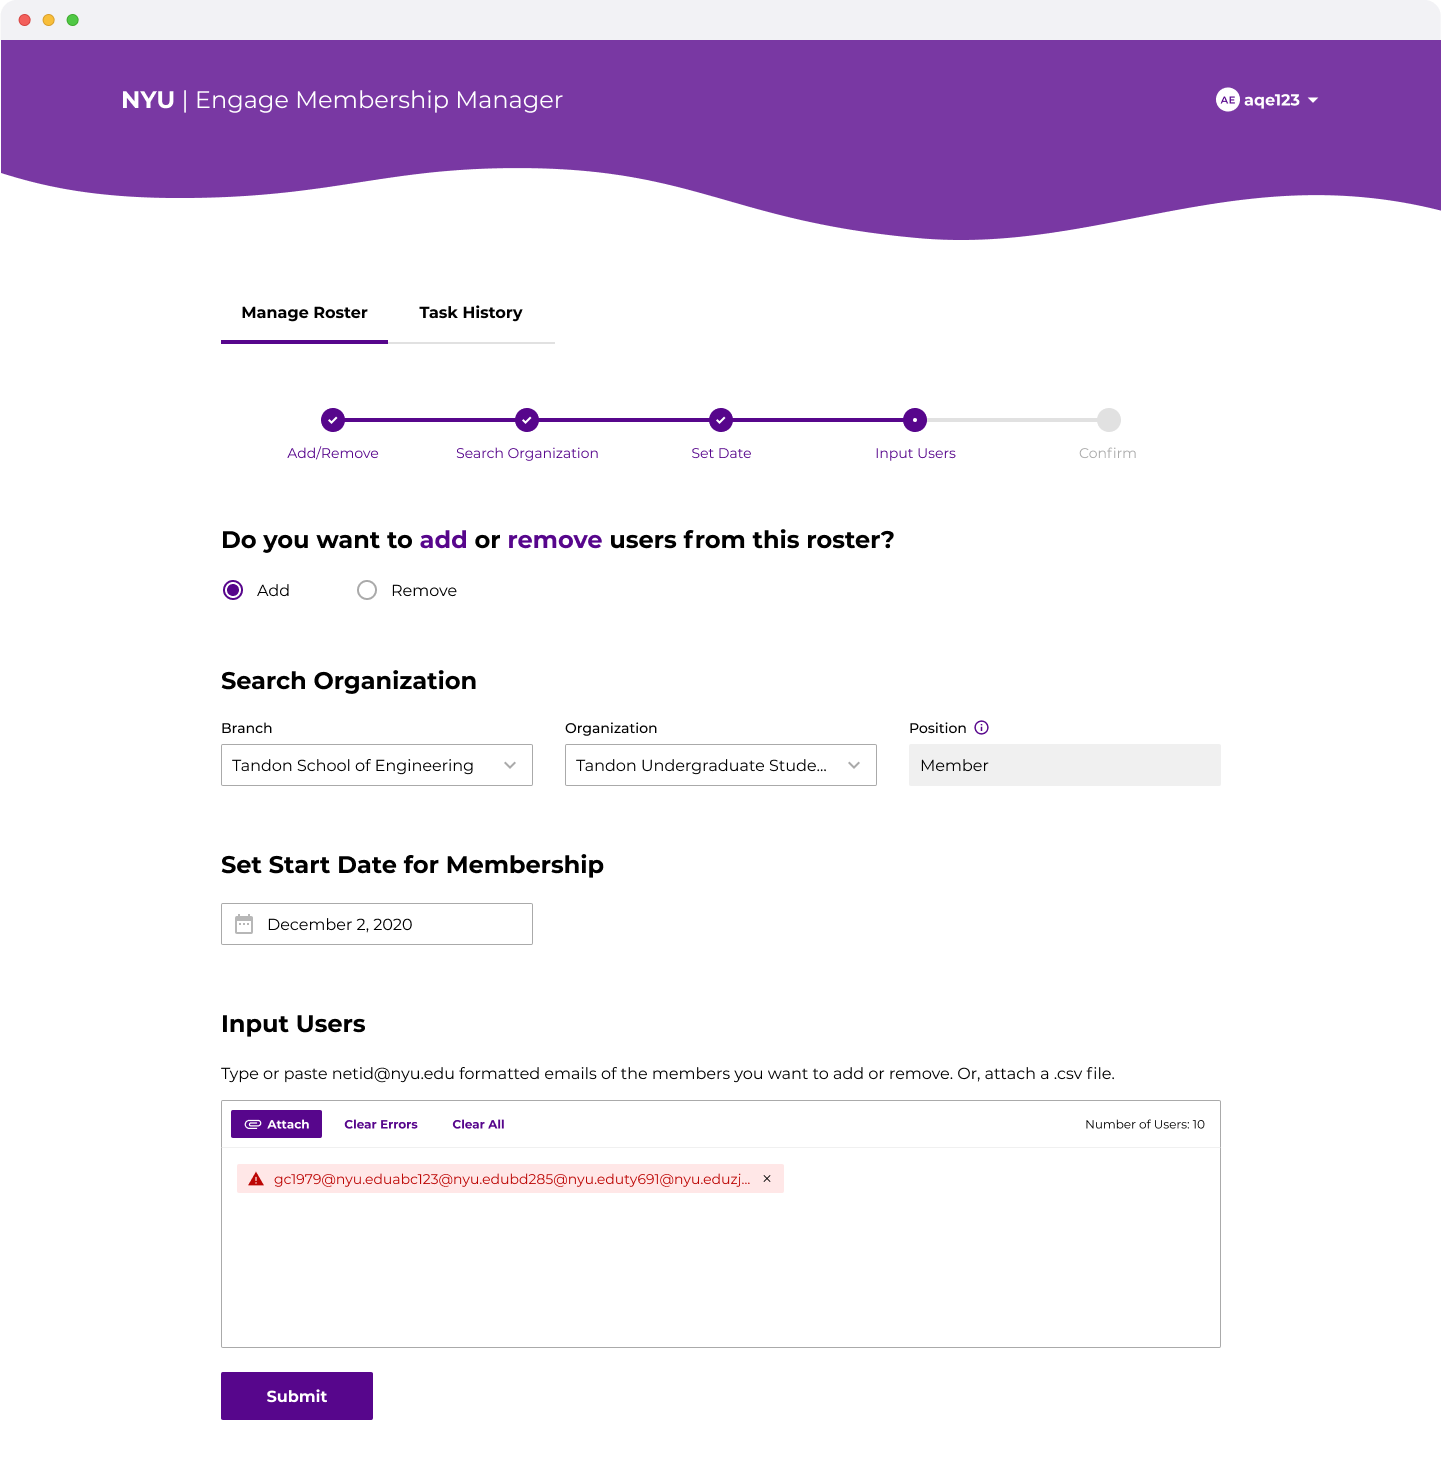 NYU | Engage Membership Manager
AE aqe123
Manage Roster Task History
Add/Remove Search Organization Set Date Input Users Confirm
Do you want to add or remove users from this roster?
Add Remove
Search Organization
Branch Organization Position
Tandon School of Engineering Tandon Undergraduate Stude... Member
Set Start Date for Membership
December 2, 2020
Input Users
Type or paste netid@nyu.edu formatted emails of the members you want to add or remove. Or, attach a .csv file.
Attach Clear Errors Clear All Number of Users: 10
gc1979@nyu.eduabc123@nyu.edubd285@nyu.eduty691@nyu.eduzj...
Submit